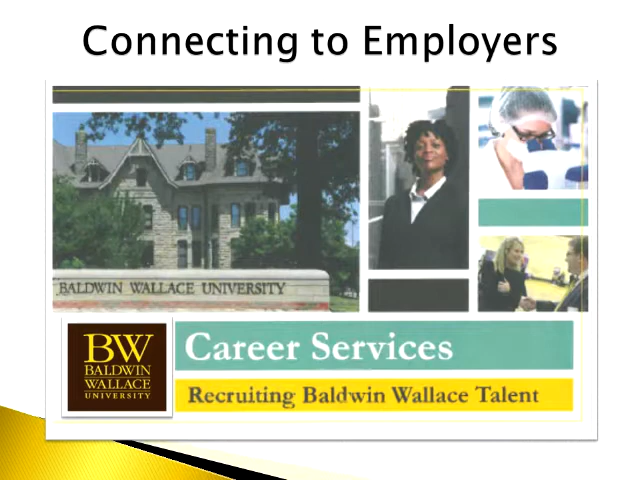 Connecting to Employers
BALDWIN WALLACE UNIVERSITY
BW
BALDWIN
WALLACE
UNIVERSITY
Career Services
Recruiting Baldwin Wallace Talent